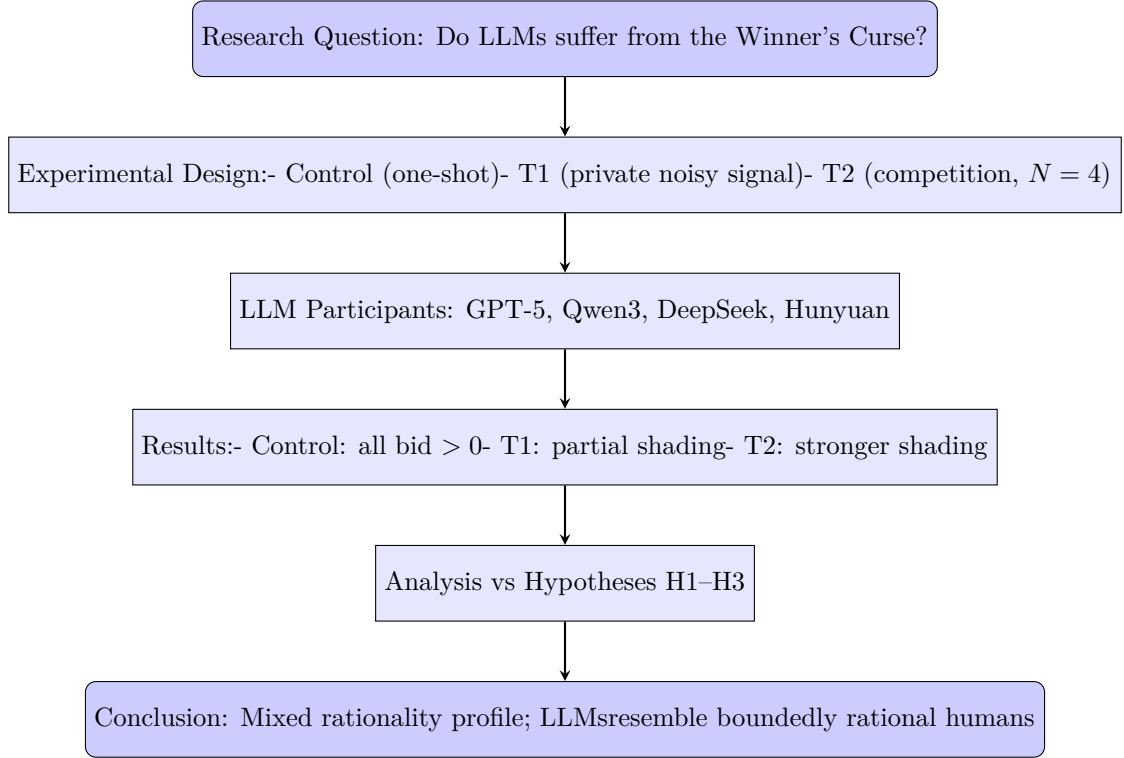 Research Question: Do LLMs suffer from the Winner's Curse?
Experimental Design:- Control (one-shot)- T1 (private noisy signal)- T2 (competition, N = 4)
LLM Participants: GPT-5, Qwen3, DeepSeek, Hunyuan
Results:- Control: all bid > 0- T1: partial shading- T2: stronger shading
Analysis vs Hypotheses H1–H3
Conclusion: Mixed rationality profile; LLMsresemble boundedly rational humans